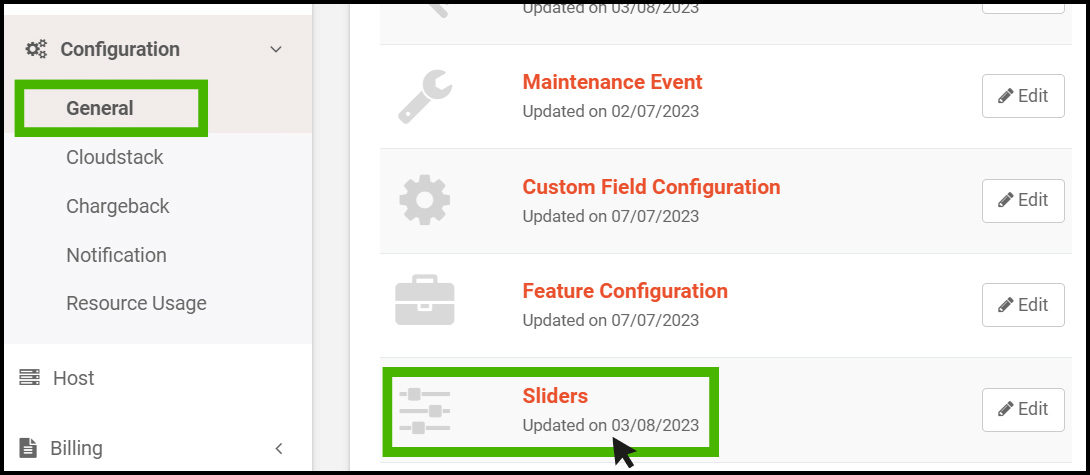 Configuration
General
Cloudstack
Chargeback
Notification
Resource Usage
Host
Billing
Updated on 03/08/2023
Maintenance Event
Updated on 02/07/2023
Edit
Custom Field Configuration
Updated on 07/07/2023
Edit
Feature Configuration
Updated on 07/07/2023
Edit
Sliders
Updated on 03/08/2023
Edit